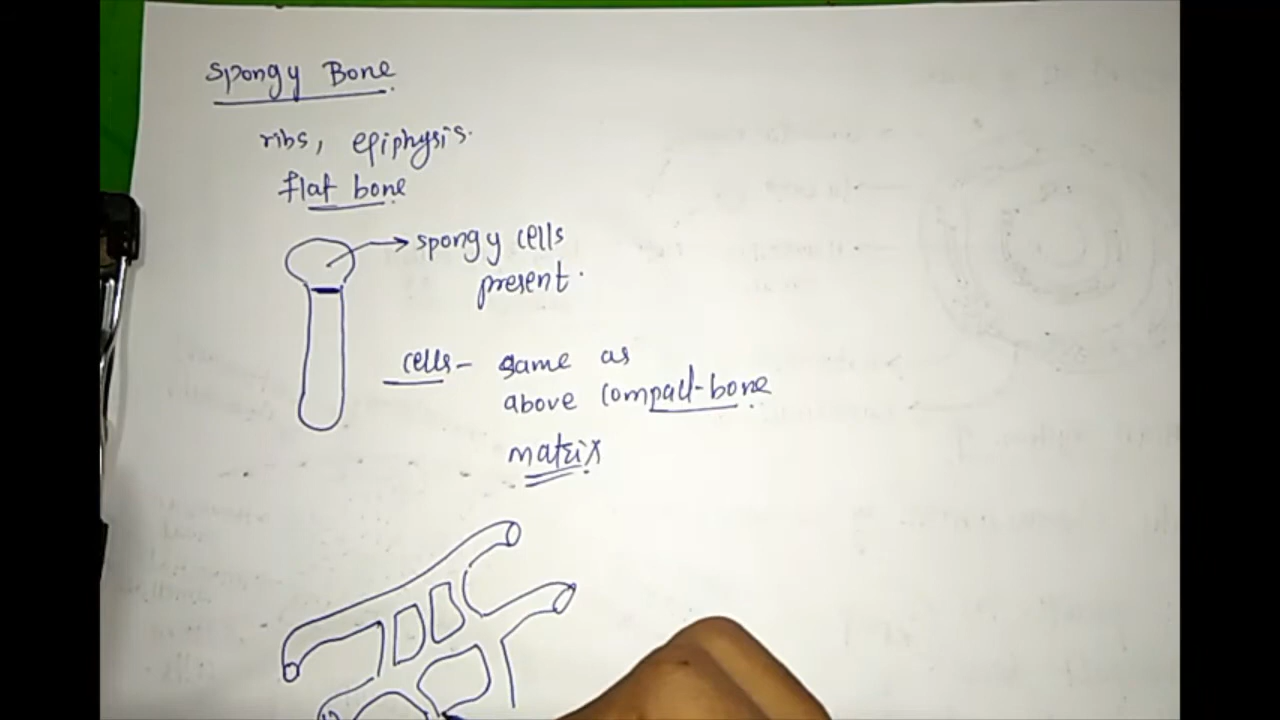 Spongy Bone
ribs, epiphysis.
flat bone
spongy cells
present.
cells - same as
above compact-bone
matrix